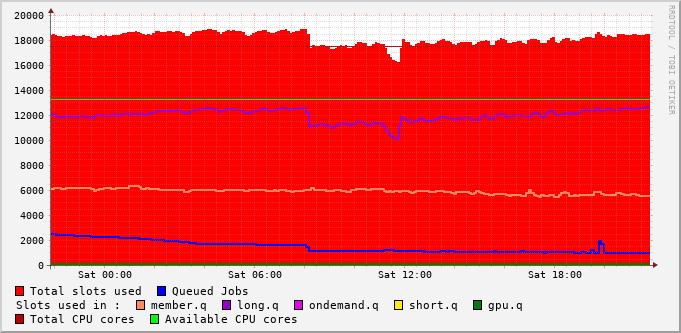 20000
18000
16000
14000
12000
10000
8000
6000
4000
2000
0
Sat 00:00 Sat 06:00 Sat 12:00 Sat 18:00
Total slots used Queued Jobs
Slots used in : member.q long.q ondemand.q short.q gpu.q
Total CPU cores Available CPU cores
RRDTOOL / TOBI OETIKER